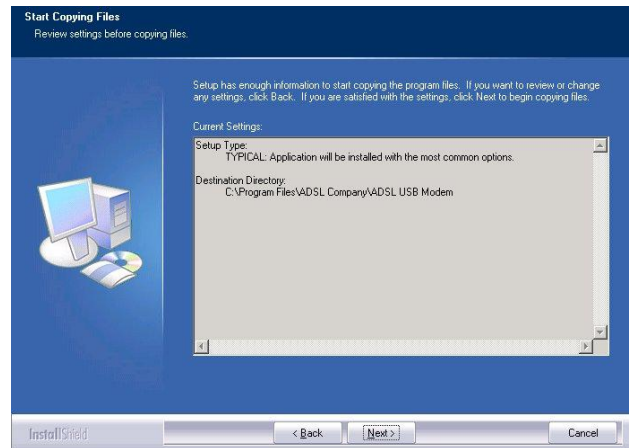 Start Copying Files
Review settings before copying files.
Setup has enough information to start copying the program files. If you want to review or change
any settings, click Back. If you are satisfied with the settings, click Next to begin copying files.
Current Settings:
Setup Type:
TYPICAL: Application will be installed with the most common options.
Destination Directory:
C:\Program Files\ADSL Company\ADSL USB Modem
InstallShield
< Back
Next >
Cancel